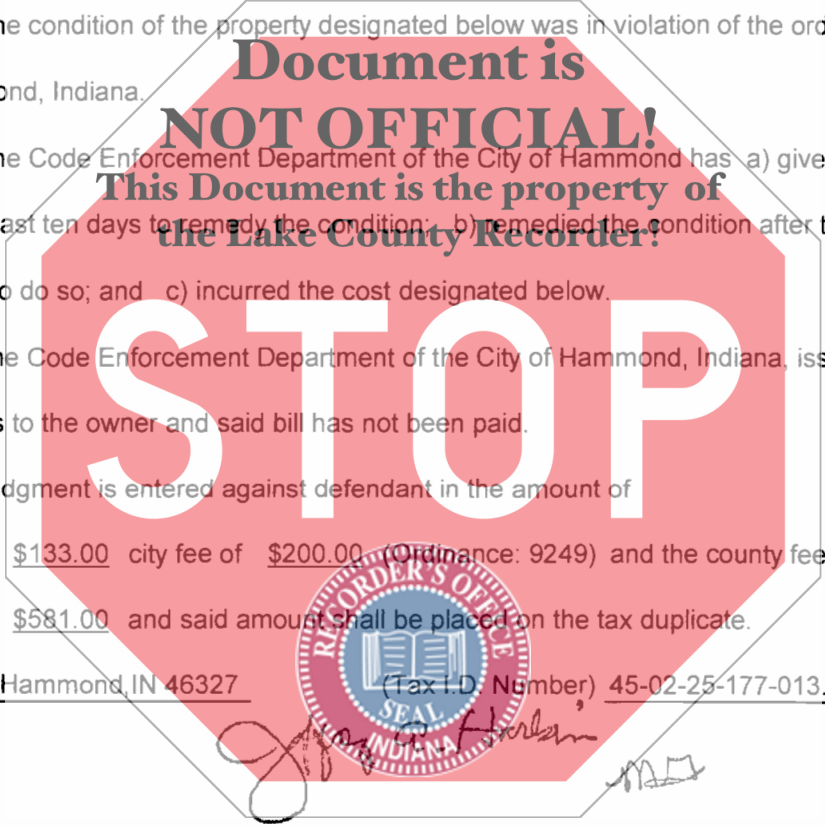 e condition of the property designated below was in violation of the ord
Document is
ond, Indiana.
NOT OFFICIAL!
e Code Enforcement Department of the City of Hammond has a) give
This Document is the property of
ast ten days to remedy the condition; b) remedied the condition after t
the Lake County Recorder!
o do so; and c) incurred the cost designated below.
STOP
e Code Enforcement Department of the City of Hammond, Indiana, iss
s to the owner and said bill has not been paid.
dgment is entered against defendant in the amount of
$133.00 city fee of $200.00 (Ordinance: 9249) and the county fee
$581.00 and said amount shall be placed on the tax duplicate.
RECORDER'S OFFICE
Hammond, IN 46327 (Tax I.D. Number) 45-02-25-177-013.
SEAL
INDIANA